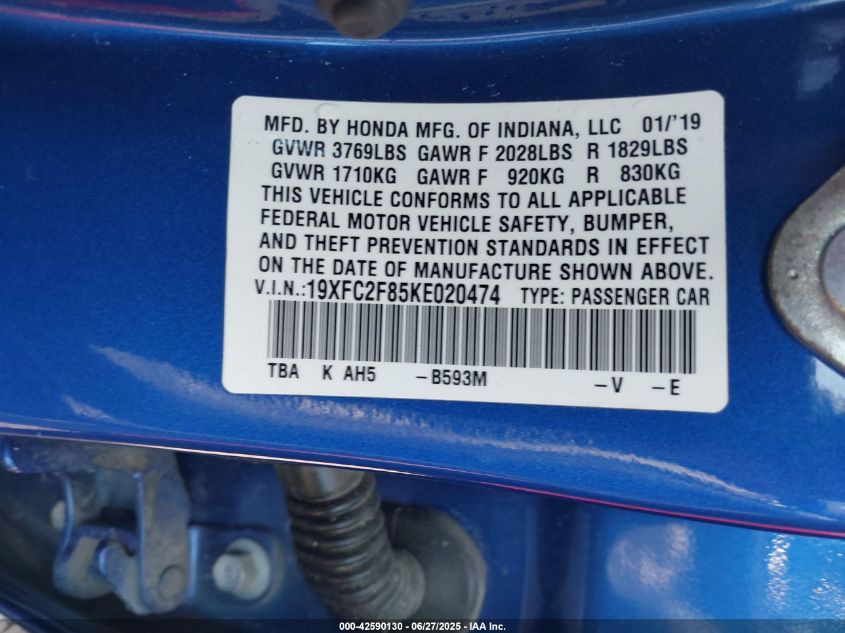 MFD. BY HONDA MFG. OF INDIANA, LLC 01/'19
GVWR 3769LBS GAWR F 2028LBS R 1829LBS
GVWR 1710KG GAWR F 920KG R 830KG
THIS VEHICLE CONFORMS TO ALL APPLICABLE
FEDERAL MOTOR VEHICLE SAFETY, BUMPER,
AND THEFT PREVENTION STANDARDS IN EFFECT
ON THE DATE OF MANUFACTURE SHOWN ABOVE.
V.I.N.:19XFC2F85KE020474 TYPE: PASSENGER CAR
TBA K AH5 -B593M -V -E
000-42590130 - 06/27/2025 - IAAI.COM